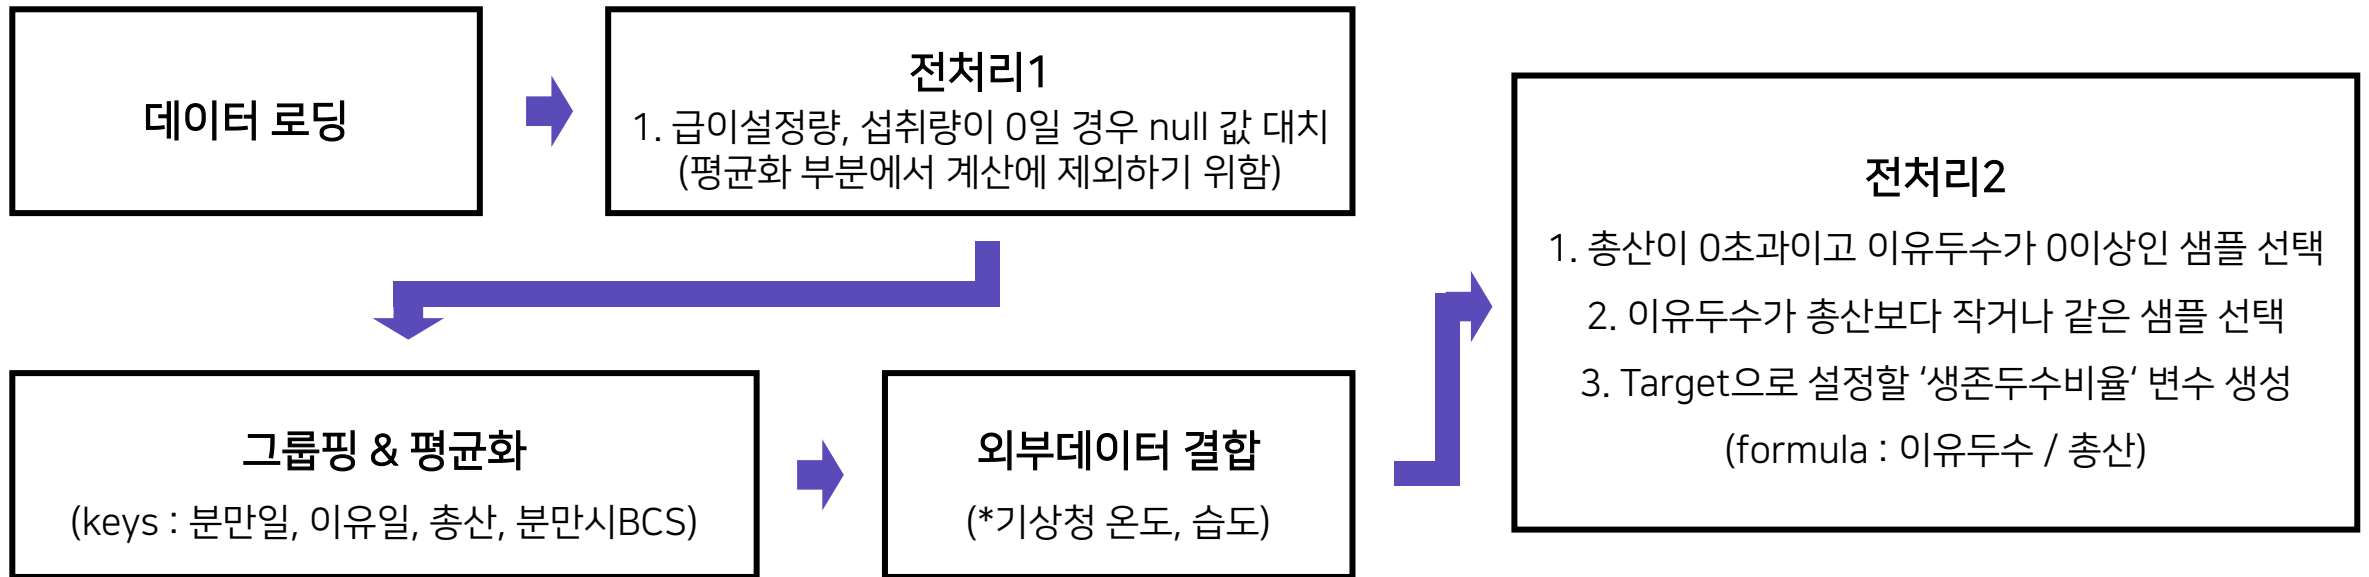 데이터 로딩
전처리1
1. 급이설정량, 섭취량이 0일 경우 null 값 대치
(평균화 부분에서 계산에 제외하기 위함)
그룹핑 & 평균화
(keys : 분만일, 이유일, 총산, 분만시BCS)
외부데이터 결합
(*기상청 온도, 습도)
전처리2
1. 총산이 0초과이고 이유두수가 0이상인 샘플 선택
2. 이유두수가 총산보다 작거나 같은 샘플 선택
3. Target으로 설정할 ‘생존두수비율‘ 변수 생성
(formula : 이유두수 / 총산)